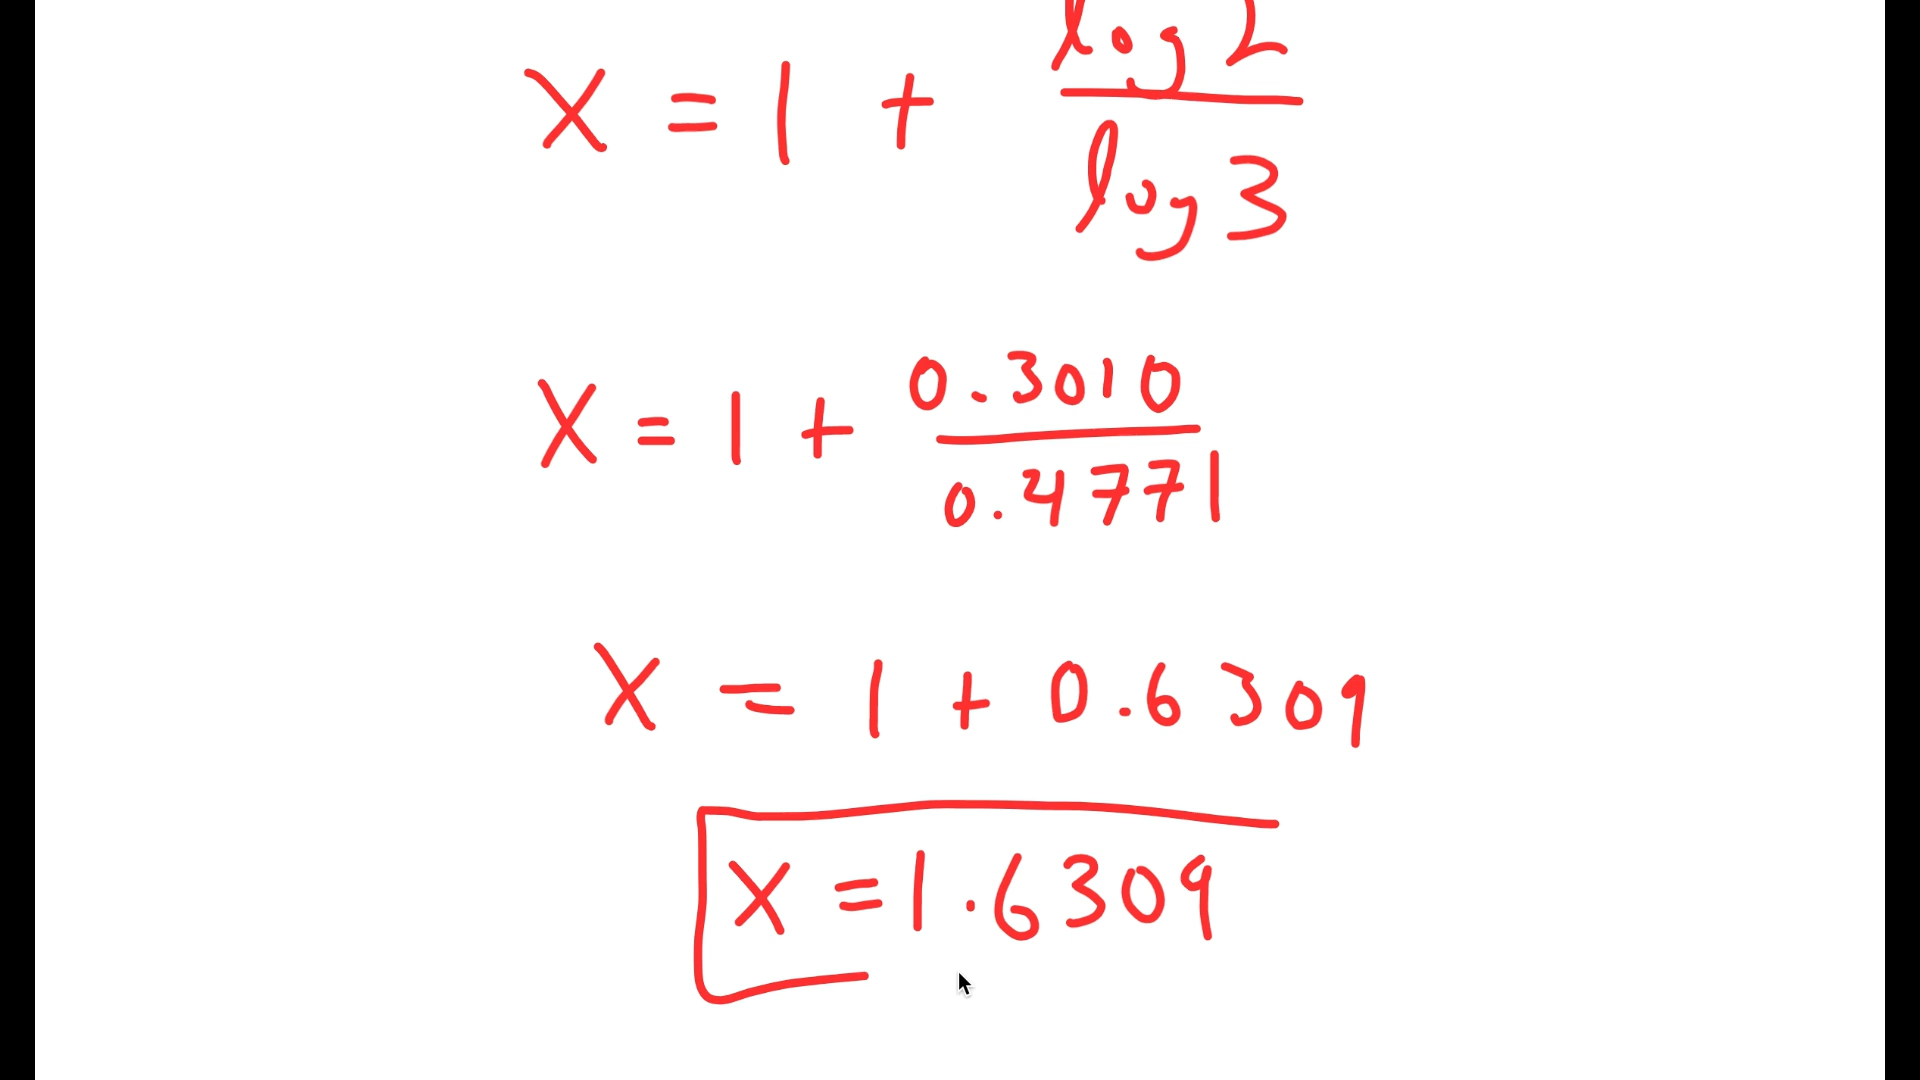 x = 1 + log 2 / log 3
x = 1 + 0.3010 / 0.4771
x = 1 + 0.6309
x = 1.6309